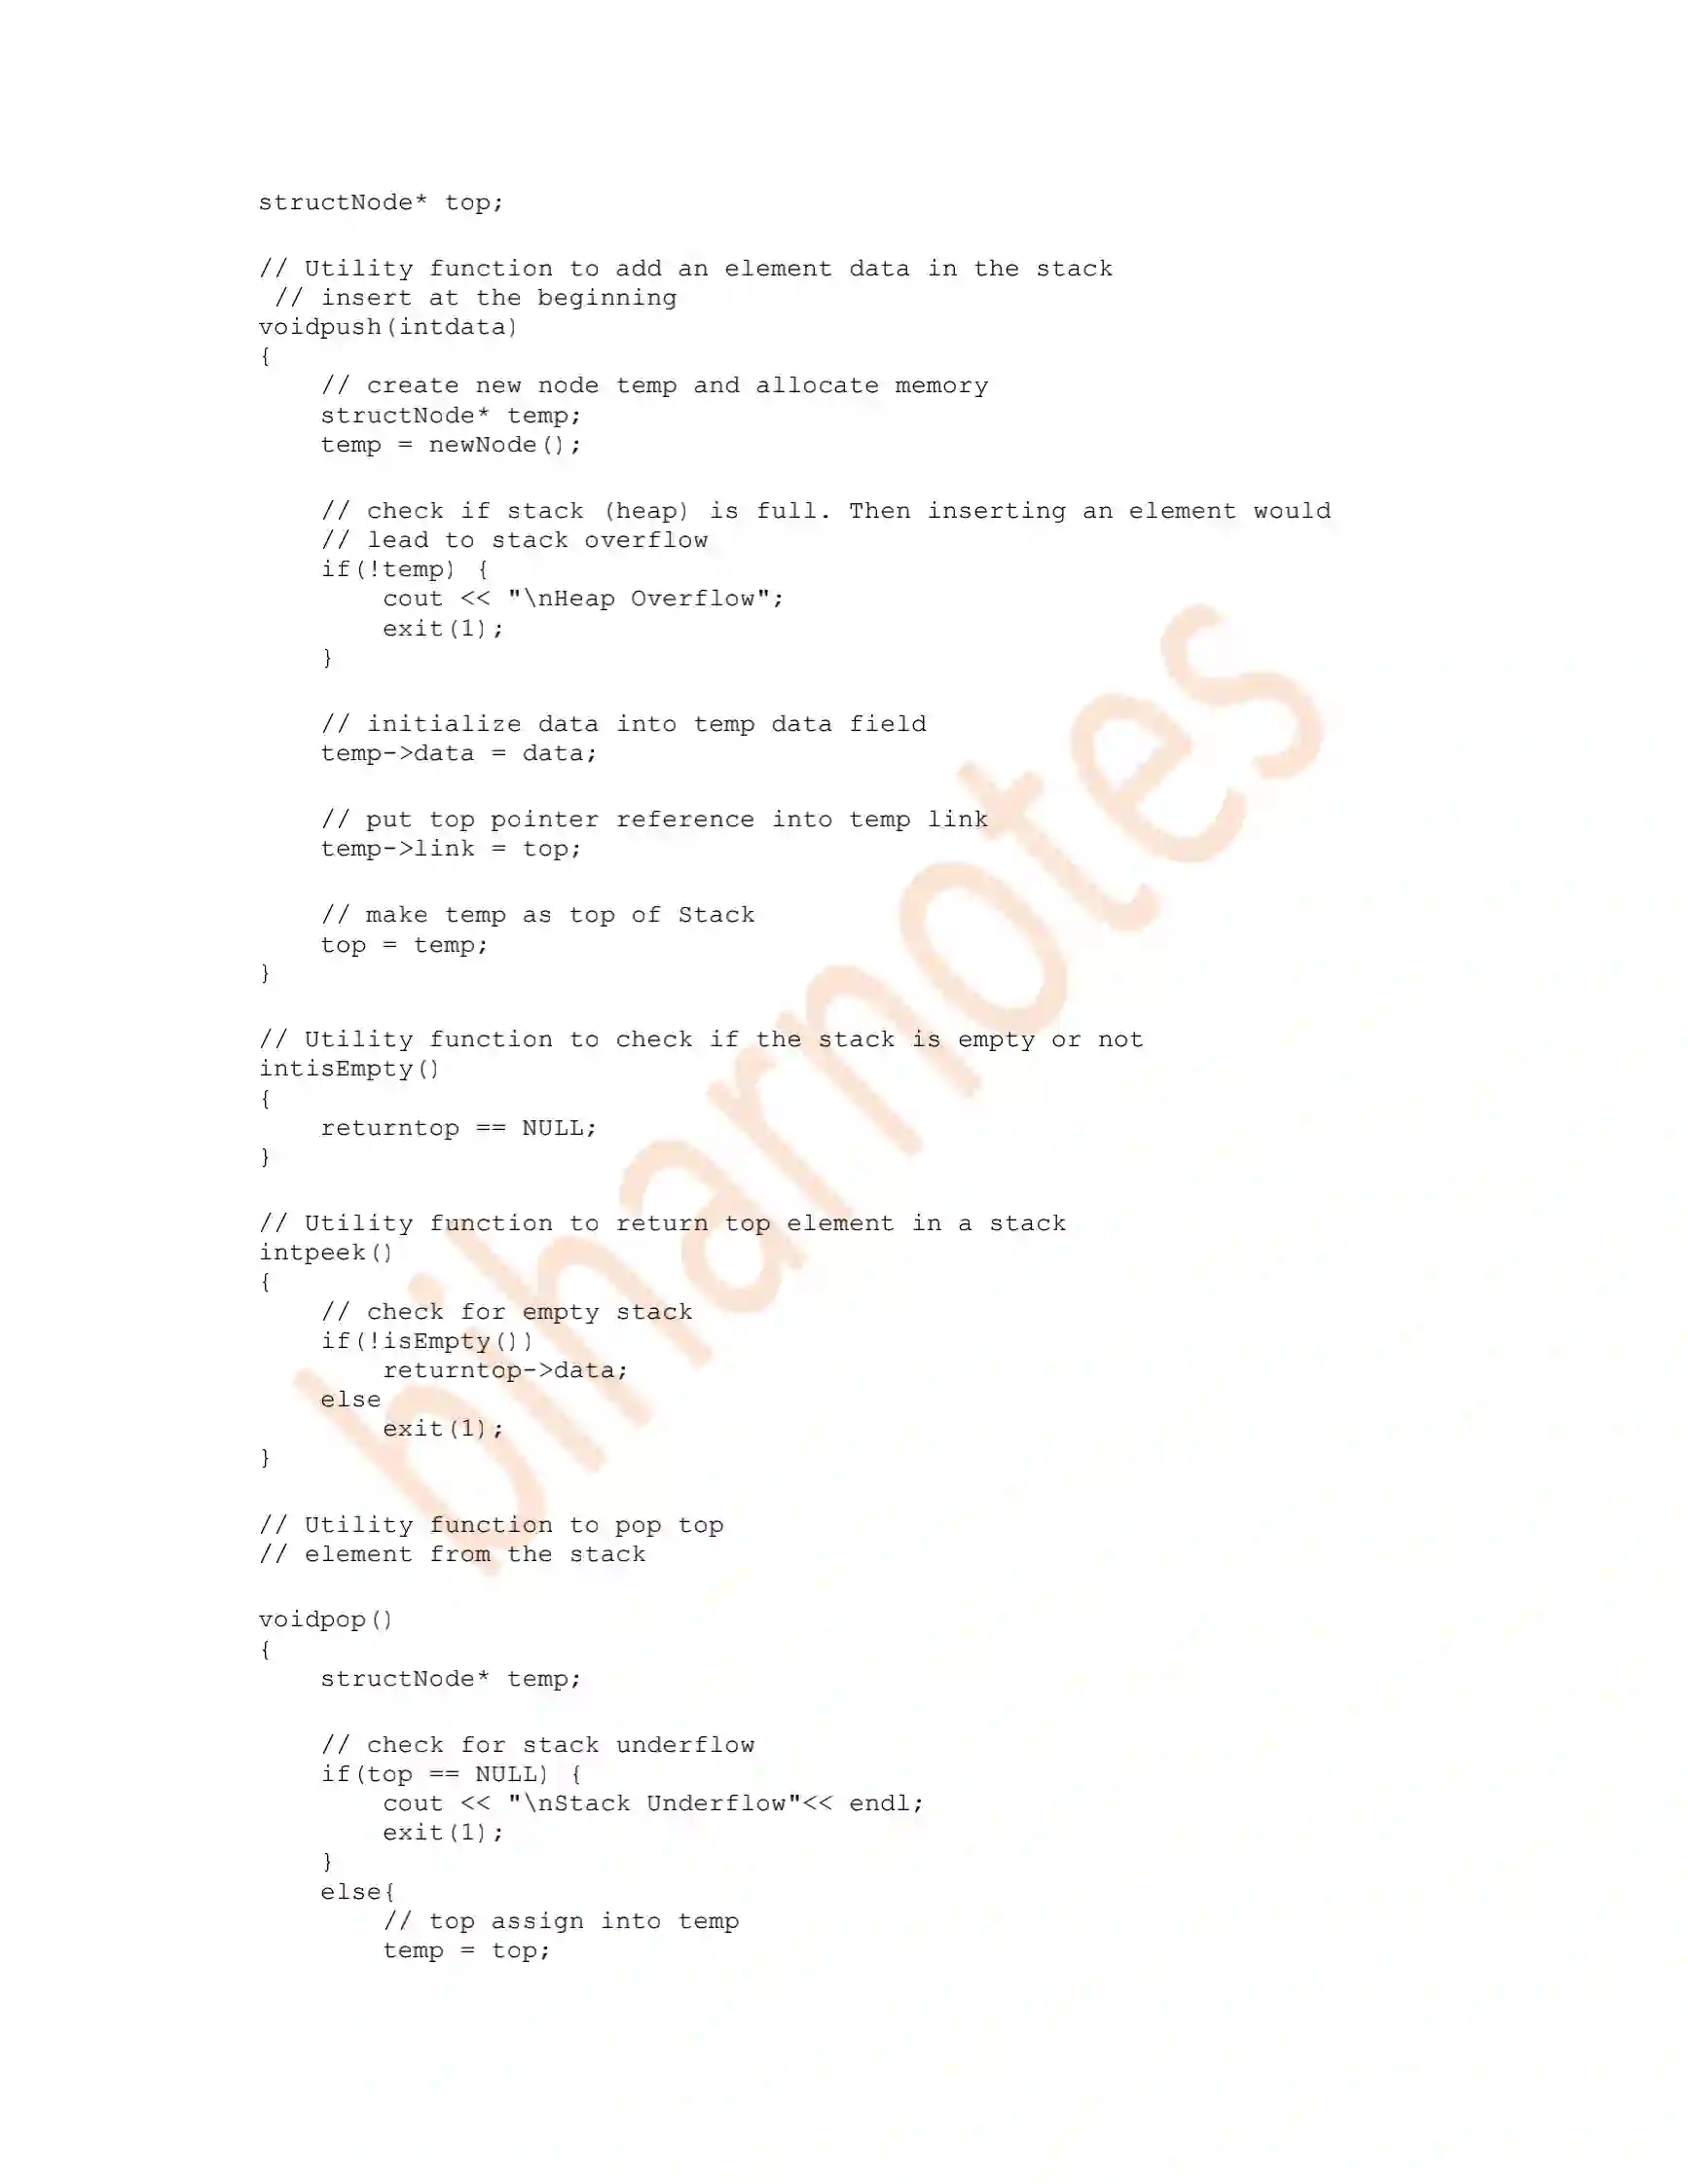 structNode* top;
// Utility function to add an element data in the stack
// insert at the beginning
voidpush(intdata)
{
// create new node temp and allocate memory
structNode* temp;
temp = newNode();
// check if stack (heap) is full. Then inserting an element would
// lead to stack overflow
if(!temp) {
cout << "\nHeap Overflow";
exit(1);
}
// initialize data into temp data field
temp->data = data;
// put top pointer reference into temp link
temp->link = top;
// make temp as top of Stack
top = temp;
}
// Utility function to check if the stack is empty or not
intisEmpty()
{
returntop == NULL;
}
// Utility function to return top element in a stack
intpeek()
{
// check for empty stack
if(!isEmpty())
returntop->data;
else
exit(1);
}
// Utility function to pop top
// element from the stack
voidpop()
{
structNode* temp;
// check for stack underflow
if(top == NULL) {
cout << "\nStack Underflow"<< endl;
exit(1);
}
else{
// top assign into temp
temp = top;
biharnotes